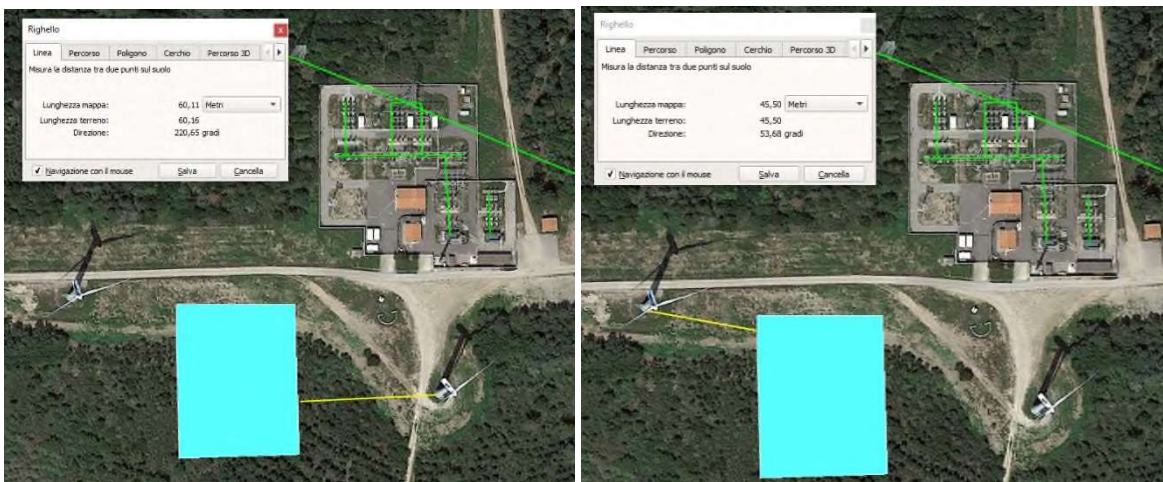 Righello
Linea Percorso Poligono Cerchio Percorso 3D
Misura la distanza tra due punti sul suolo
Lunghezza mappa: 60,11 Metri
Lunghezza terreno: 60,16
Direzione: 220,65 gradi
Navigazione con il mouse Salva Cancella
Righello
Linea Percorso Poligono Cerchio Percorso 3D
Misura la distanza tra due punti sul suolo
Lunghezza mappa: 45,50 Metri
Lunghezza terreno: 45,50
Direzione: 53,68 gradi
Navigazione con il mouse Salva Cancella